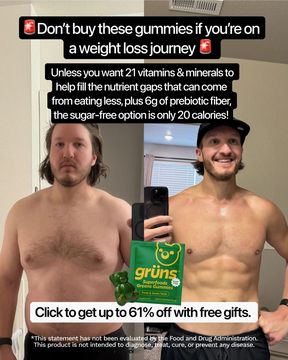 🚨Don't buy these gummies if you're on
a weight loss journey🚨
Unless you want 21 vitamins & minerals to
help fill the nutrient gaps that can come
from eating less, plus 6g of prebiotic fiber,
the sugar-free option is only 20 calories!
grüns
Superfoods
Greens Gummies
Click to get up to 61% off with free gifts.
*This statement has not been evaluated by the Food and Drug Administration.
This product is not intended to diagnose, treat, cure, or prevent any disease.